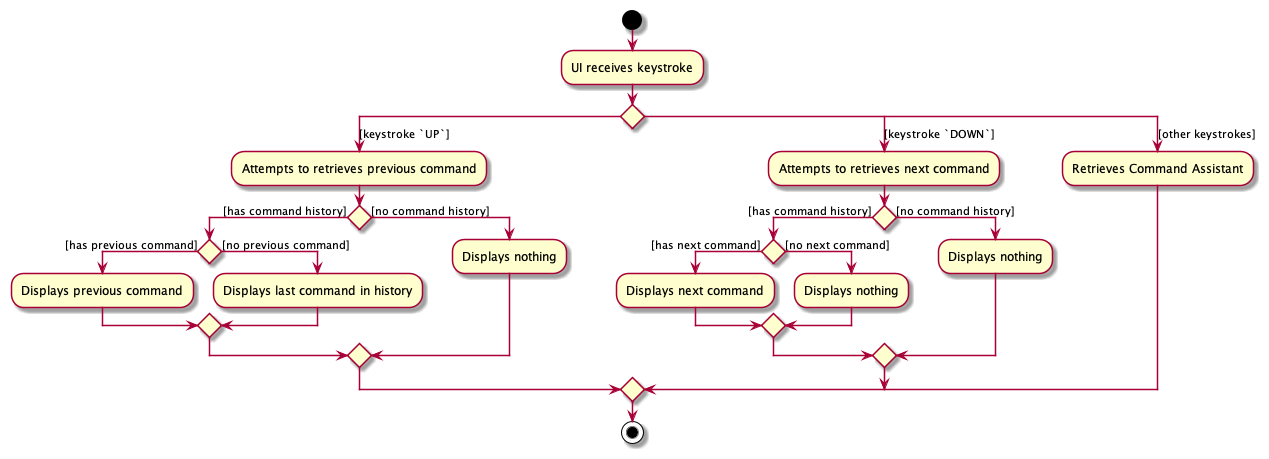 UI receives keystroke
[keystroke `UP`]
[keystroke `DOWN`]
[other keystrokes]
Attempts to retrieves previous command
Attempts to retrieves next command
Retrieves Command Assistant
[has command history]
[no command history]
[has command history]
[no command history]
[has previous command]
[no previous command]
Displays nothing
[has next command]
[no next command]
Displays nothing
Displays previous command
Displays last command in history
Displays next command
Displays nothing